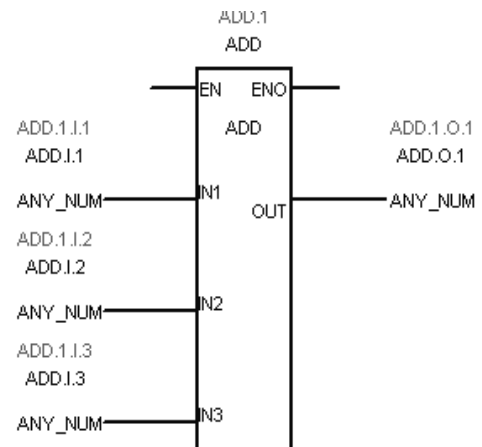 ADD.1
ADD
EN ENO
ADD.1.I.1
ADD
ADD.1.O.1
ADD.I.1
ADD.O.1
ANY_NUM
IN1
OUT
ANY_NUM
ADD.1.I.2
ADD.I.2
ANY_NUM
IN2
ADD.1.I.3
ADD.I.3
ANY_NUM
IN3